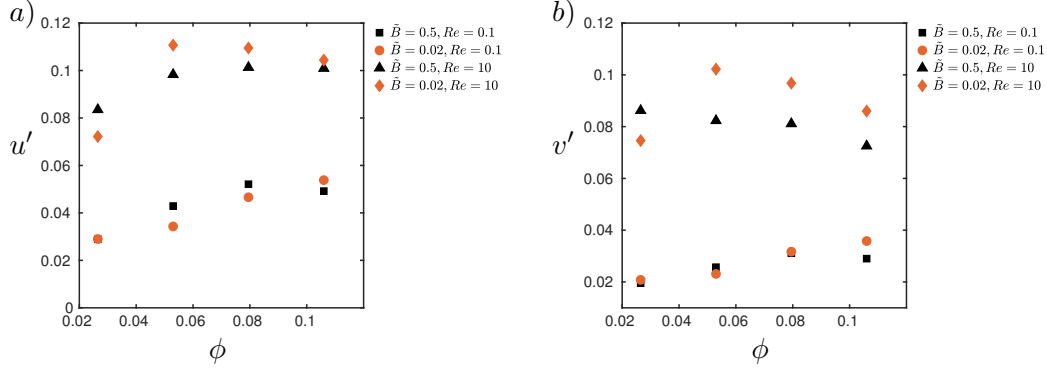 a)
0.12
0.1
0.08
0.06
0.04
0.02
0
u′
0.02 0.04 0.06 0.08 0.1
ϕ
B̃ = 0.5, Re = 0.1
B̃ = 0.02, Re = 0.1
B̃ = 0.5, Re = 10
B̃ = 0.02, Re = 10
b)
0.12
0.1
0.08
0.06
0.04
0.02
v′
0.02 0.04 0.06 0.08 0.1
ϕ
B̃ = 0.5, Re = 0.1
B̃ = 0.02, Re = 0.1
B̃ = 0.5, Re = 10
B̃ = 0.02, Re = 10